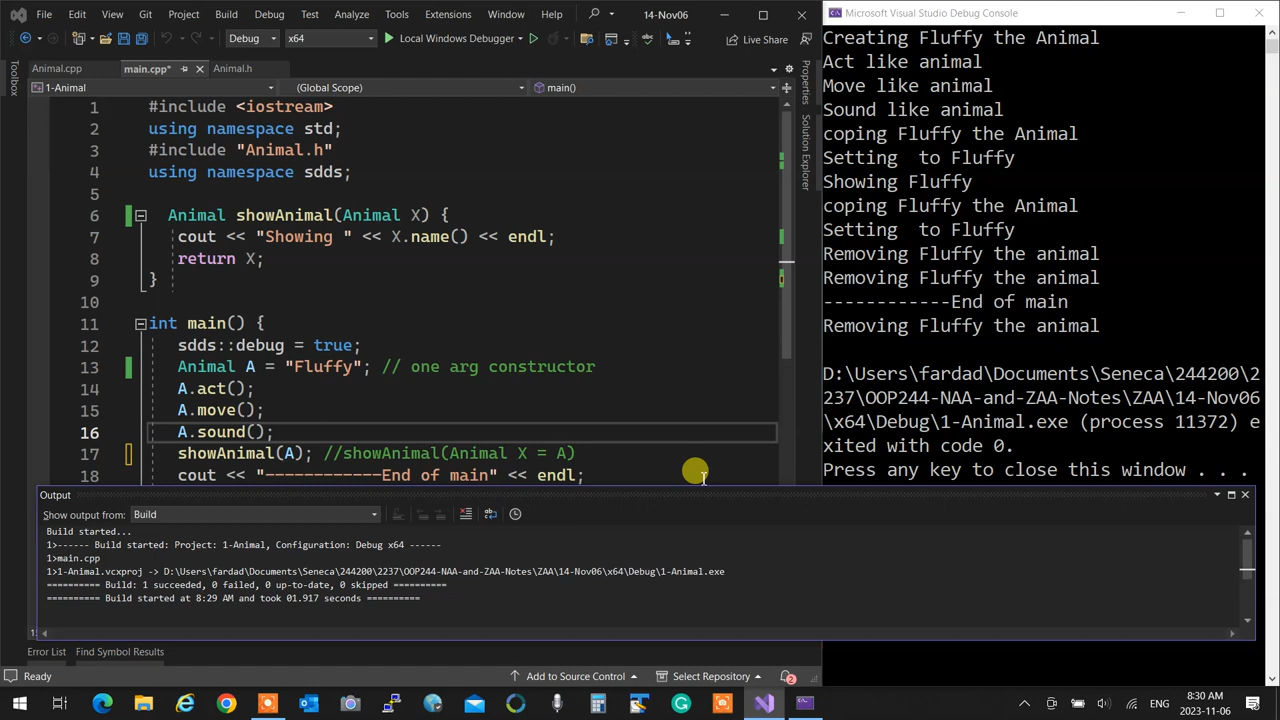 File Edit View Git Project Build Debug Test Analyze Tools Extensions Window Help 14-Nov06
Debug x64 Local Windows Debugger Live Share
Animal.cpp main.cpp* Animal.h
1-Animal (Global Scope) main()
Toolbox
Properties
Solution Explorer
1 #include <iostream>
2 using namespace std;
3 #include "Animal.h"
4 using namespace sdds;
5
6 Animal showAnimal(Animal X) {
7 cout << "Showing " << X.name() << endl;
8 return X;
9 }
10
11 int main() {
12 sdds::debug = true;
13 Animal A = "Fluffy"; // one arg constructor
14 A.act();
15 A.move();
16 A.sound();
17 showAnimal(A); //showAnimal(Animal X = A)
18 cout << "------------End of main" << endl;
Output
Show output from: Build
Build started...
1>------ Build started: Project: 1-Animal, Configuration: Debug x64 ------
1>main.cpp
1>1-Animal.vcxproj -> D:\Users\fardad\Documents\Seneca\244200\2237\OOP244-NAA-and-ZAA-Notes\ZAA\14-Nov06\x64\Debug\1-Animal.exe
========== Build: 1 succeeded, 0 failed, 0 up-to-date, 0 skipped ==========
========== Build started at 8:29 AM and took 01.917 seconds ==========
Error List Find Symbol Results
Ready Add to Source Control Select Repository 2
Microsoft Visual Studio Debug Console
Creating Fluffy the Animal
Act like animal
Move like animal
Sound like animal
coping Fluffy the Animal
Setting  to Fluffy
Showing Fluffy
coping Fluffy the Animal
Setting  to Fluffy
Removing Fluffy the animal
Removing Fluffy the animal
------------End of main
Removing Fluffy the animal
D:\Users\fardad\Documents\Seneca\244200\2
237\OOP244-NAA-and-ZAA-Notes\ZAA\14-Nov06
\x64\Debug\1-Animal.exe (process 11372) e
xited with code 0.
Press any key to close this window . . .
ENG
8:30 AM
2023-11-06